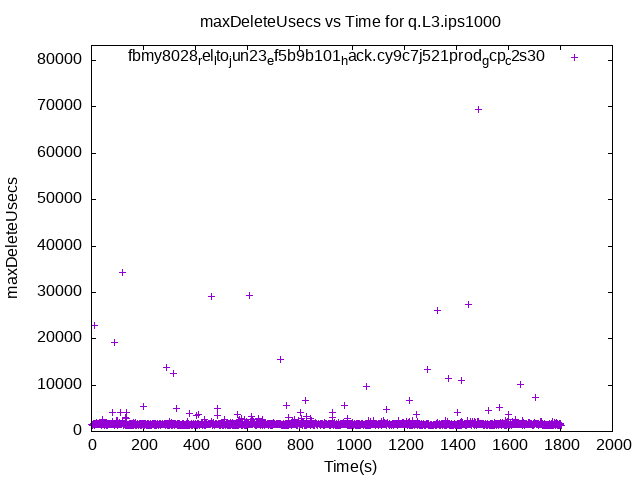 maxDeleteUsecs vs Time for q.L3.ips1000
fbmy8028relltojun23ef5b9b101hack.cy9c7j521prodgcpc2s30
80000
70000
60000
50000
40000
30000
20000
10000
0
maxDeleteUsecs
0 200 400 600 800 1000 1200 1400 1600 1800 2000
Time(s)